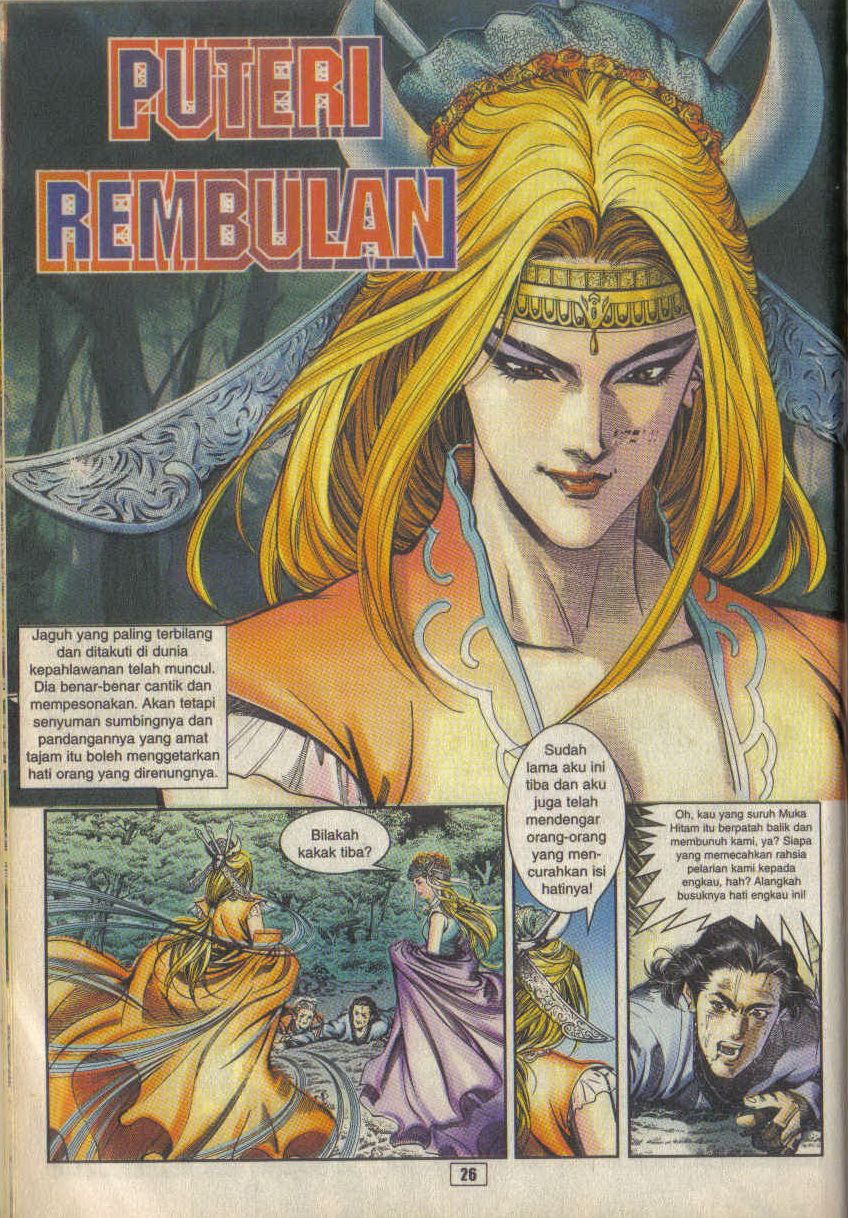 PUTERI
REMBULAN
Jaguh yang paling terbilang
dan ditakuti di dunia
kepahlawanan telah muncul.
Dia benar-benar cantik dan
mempesonakan. Akan tetapi
senyuman sumbingnya dan
pandangannya yang amat
tajam itu boleh menggetarkan
hati orang yang direnungnya.
Bilakah
kakak tiba?
Sudah
lama aku ini
tiba dan aku
juga telah
mendengar
orang-orang
yang men-
curahkan isi
hatinya!
Oh, kau yang suruh Muka
Hitam itu berpatah balik dan
membunuh kami, ya? Siapa
yang memecahkan rahsia
pelarian kami kepada
engkau, hah? Alangkah
busuknya hati engkau ini!
26